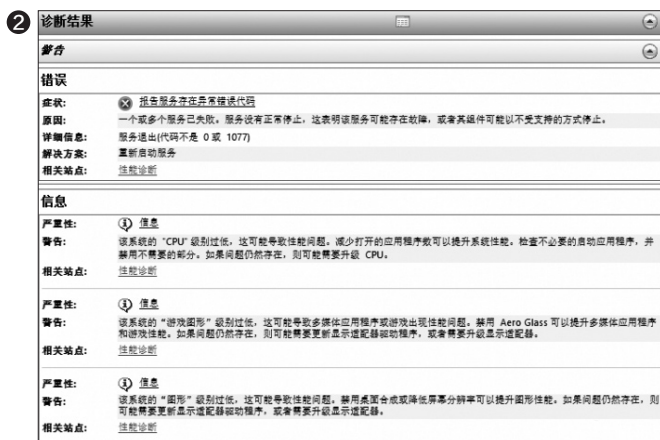 2
诊断结果
警告
错误
症状: 报告服务存在异常错误代码
原因: 一个或多个服务已失败。服务没有正常停止，这表明该服务可能存在故障，或者其组件可能以不受支持的方式停止。
详细信息: 服务退出(代码不是 0 或 1077)
解决方案: 重新启动服务
相关站点: 性能诊断
信息
严重性: 信息
警告: 该系统的“CPU”级别过低，这可能导致性能问题。减少打开的应用程序数可以提升系统性能。检查不必要的启动应用程序，并
禁用不需要的部分。如果问题仍然存在，则可能需要升级 CPU。
相关站点: 性能诊断
严重性: 信息
警告: 该系统的“游戏图形”级别过低，这可能导致多媒体应用程序或游戏出现性能问题。禁用 Aero Glass 可以提升多媒体应用程序
和游戏性能。如果问题仍然存在，则可能需要更新显示适配器驱动程序，或者需要升级显示适配器。
相关站点: 性能诊断
严重性: 信息
警告: 该系统的“图形”级别过低，这可能导致性能问题。禁用桌面合成或降低屏幕分辨率可以提升图形性能。如果问题仍然存在，则
可能需要更新显示适配器驱动程序，或者需要升级显示适配器。
相关站点: 性能诊断